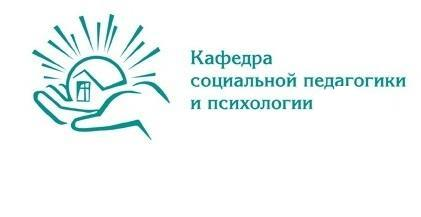 Кафедра
социальной педагогики
и психологии